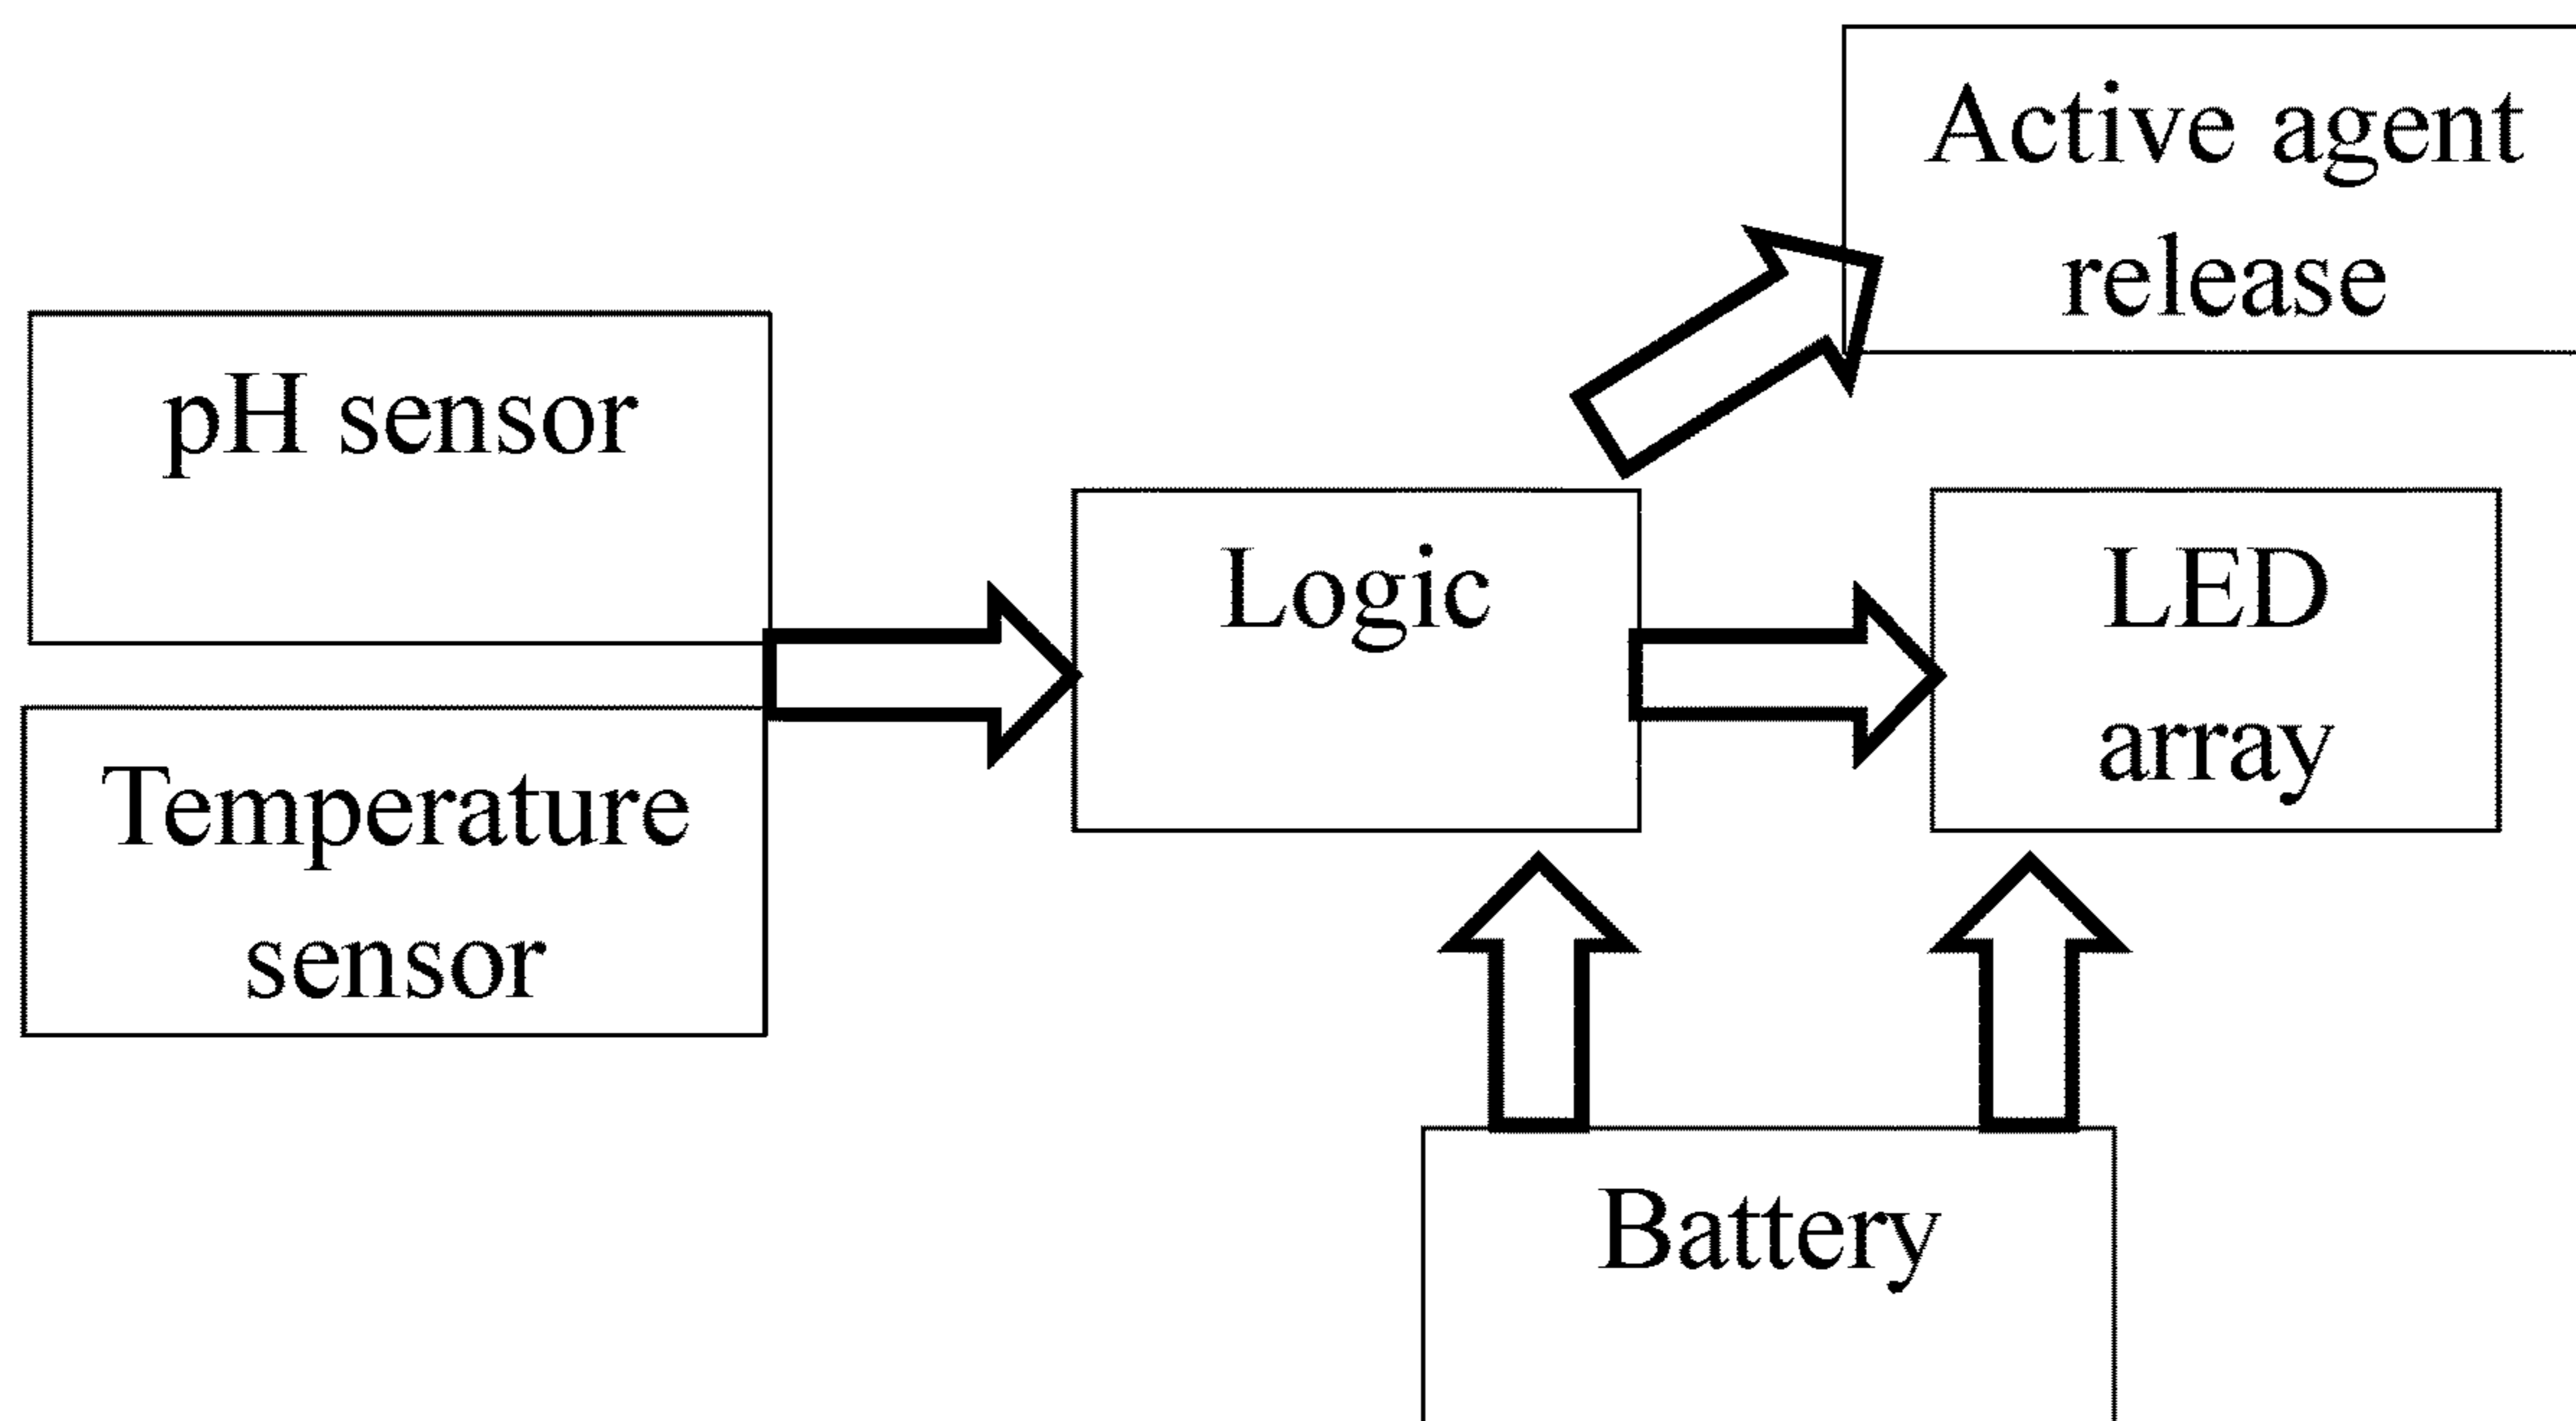 Active agent
release
pH sensor
Temperature
sensor
Logic
LED
array
Battery